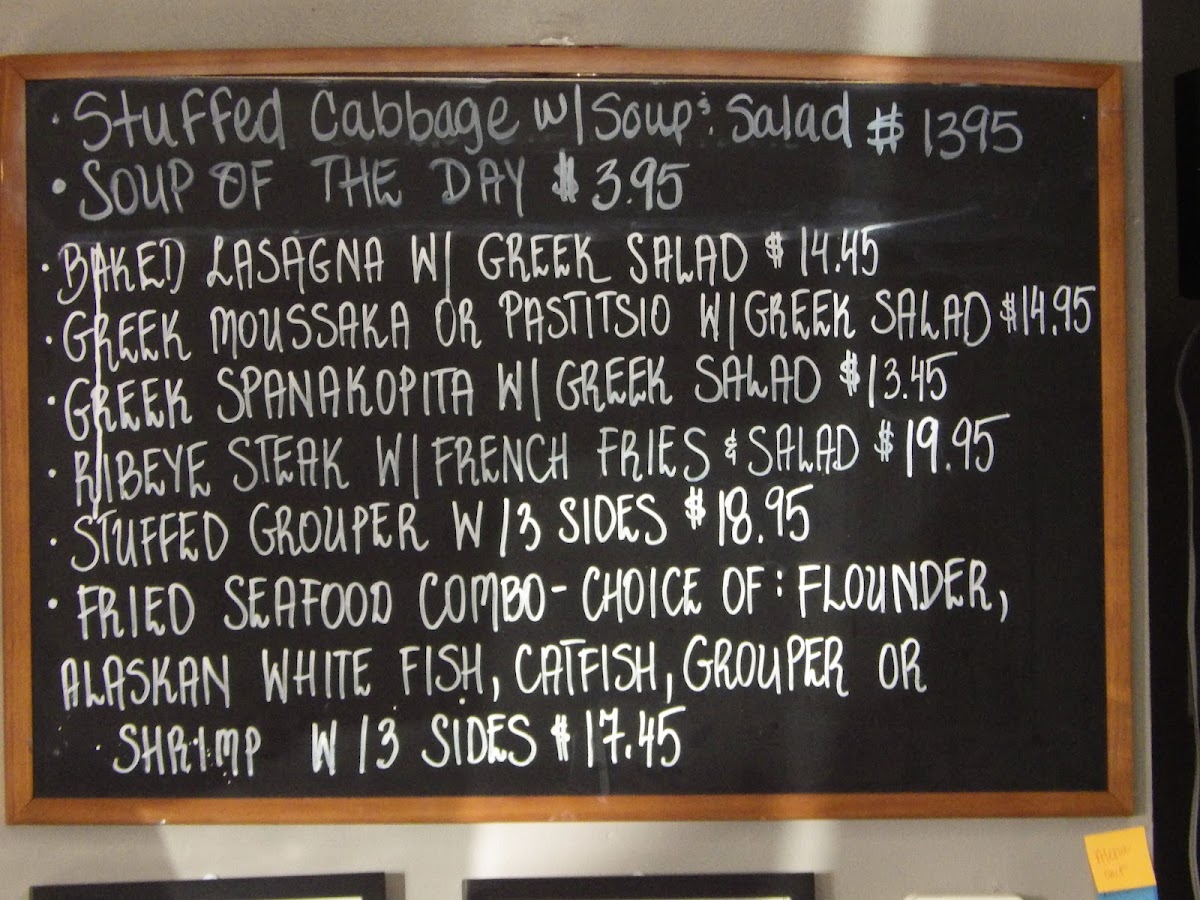 · Stuffed Cabbage w/ Soup & Salad $ 1395
· SOUP OF THE DAY $ 3.95
· BAKED LASAGNA W/ GREEK SALAD $ 14.45
· GREEK MOUSSAKA OR PASTITSIO W/ GREEK SALAD $14.95
· GREEK SPANAKOPITA W/ GREEK SALAD $13.45
· RIBEYE STEAK W/ FRENCH FRIES & SALAD $ 19.95
· STUFFED GROUPER W/3 SIDES $18.95
· FRIED SEAFOOD COMBO - CHOICE OF: FLOUNDER,
ALASKAN WHITE FISH, CATFISH, GROUPER OR
SHRIMP W/3 SIDES $17.45